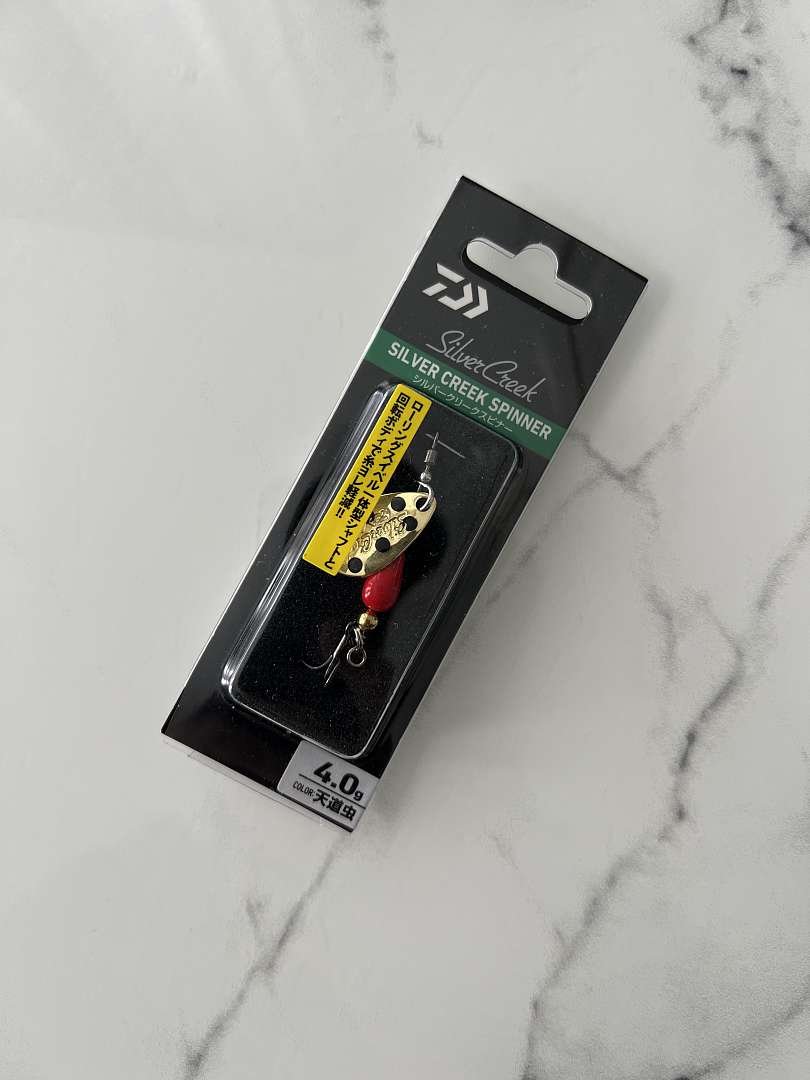 Silver Creek
SILVER CREEK SPINNER
シルバークリークスピナー
ローリングスイベル一体型シャフトと
回転ボディで糸ヨレ軽減!!
4.0g
COLOR: 天道虫